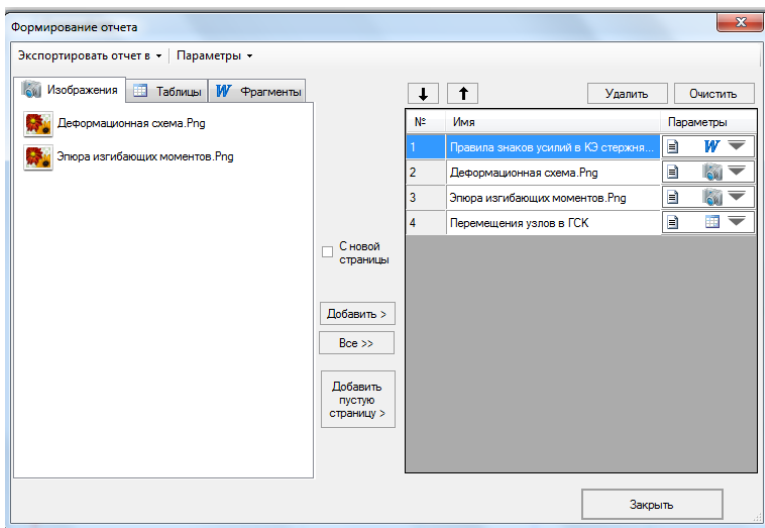 Формирование отчета
Экспортировать отчет в Параметры
Изображения Таблицы W Фрагменты
Деформационная схема.Png
Эпюра изгибающих моментов.Png
С новой
страницы
Добавить >
Все >>
Добавить
пустую
страницу >
Удалить Очистить
№ Имя Параметры
1 Правила знаков усилий в КЭ стержня... W
2 Деформационная схема.Png
3 Эпюра изгибающих моментов.Png
4 Перемещения узлов в ГСК
Закрыть